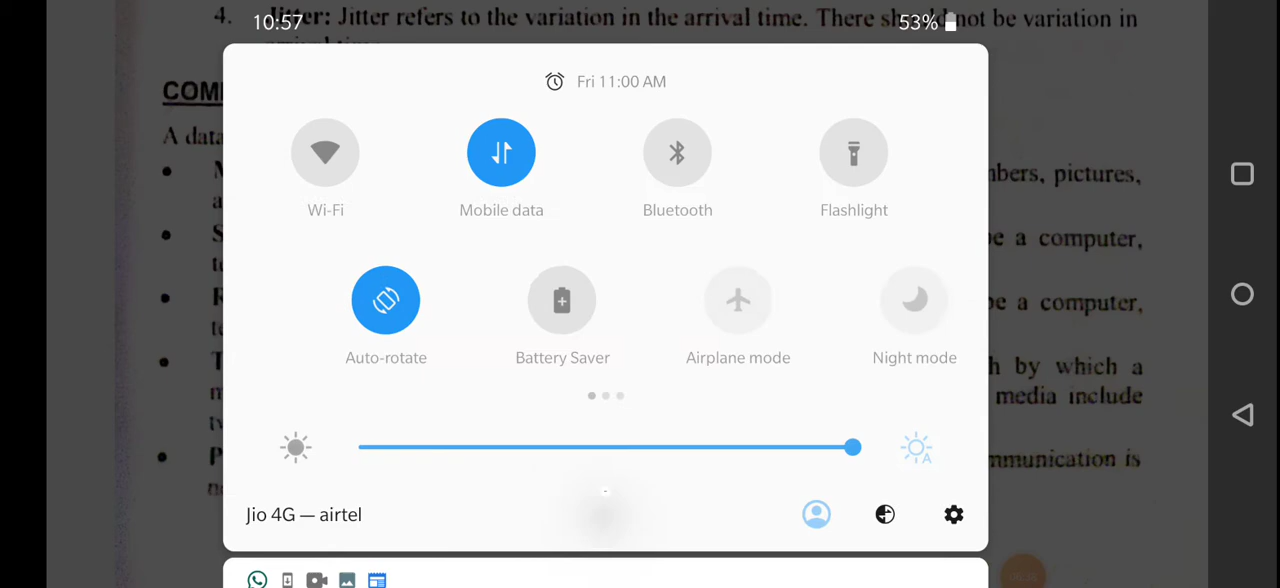 4. Jitter: Jitter refers to the variation in the arrival time. There should not be variation in
10:57
53%
arrival time
Fri 11:00 AM
COM
A data
Wi-Fi
Mobile data
Bluetooth
Flashlight
nbers, pictures,
be a computer,
be a computer,
Auto-rotate
Battery Saver
Airplane mode
Night mode
h by which a
media include
mmunication is
Jio 4G — airtel